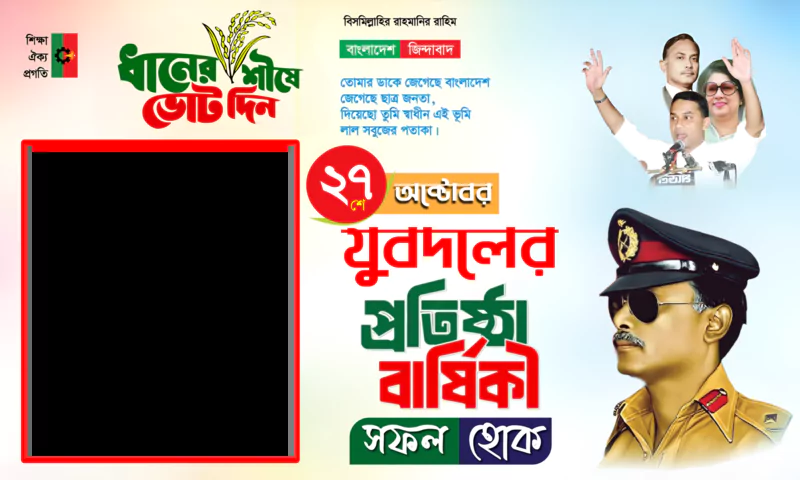 শিক্ষা
ঐক্য
প্রগতি
ধানের শীষে
ভোট দিন
বিসমিল্লাহির রাহমানির রাহিম
বাংলাদেশ জিন্দাবাদ
তোমার ডাকে জেগেছে বাংলাদেশ
জেগেছে ছাত্র জনতা,
দিয়েছো তুমি স্বাধীন এই ভূমি
লাল সবুজের পতাকা।
২৭শে অক্টোবর
যুবদলের
প্রতিষ্ঠা
বার্ষিকী
সফল হোক